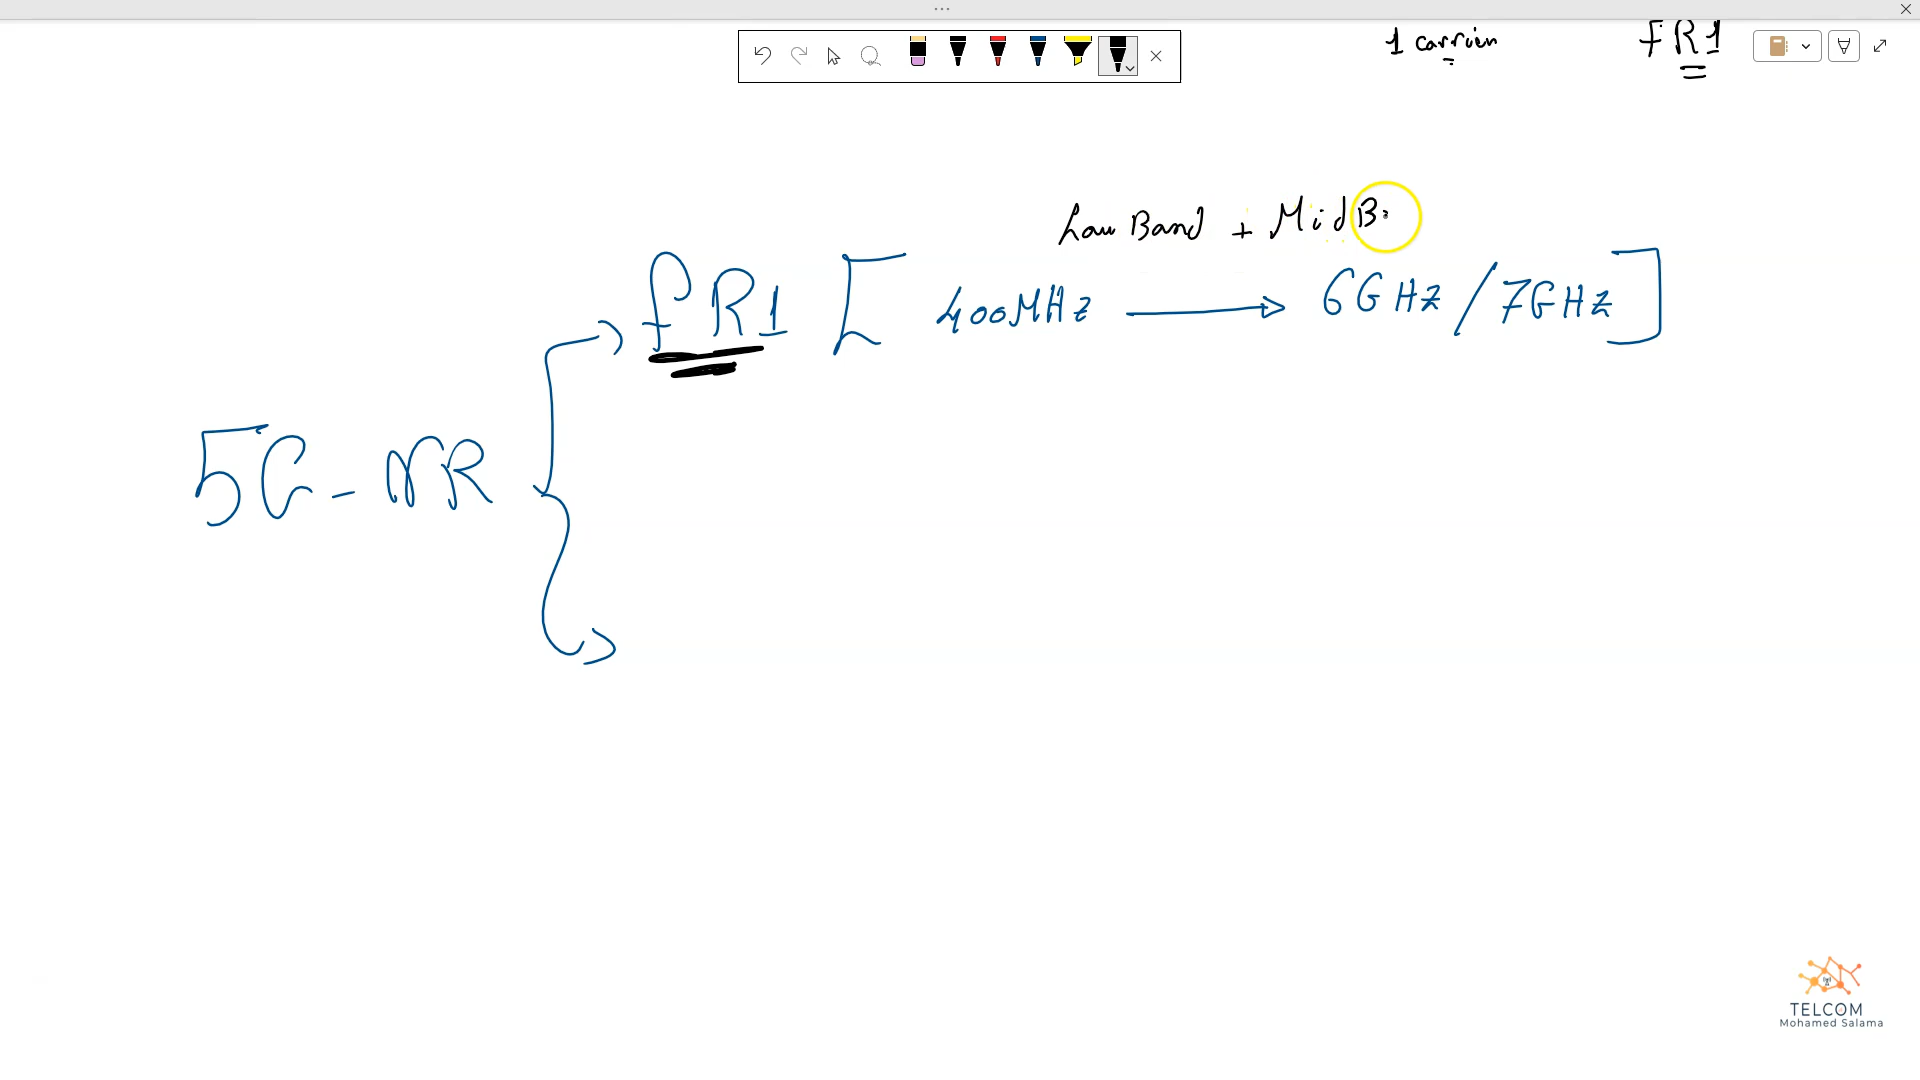 1 carrier
FR1
Low Band + Mid B
FR1 [ 400MHz → 6GHz / 7GHz ]
5G - NR
TELCOM
Mohamed Salama